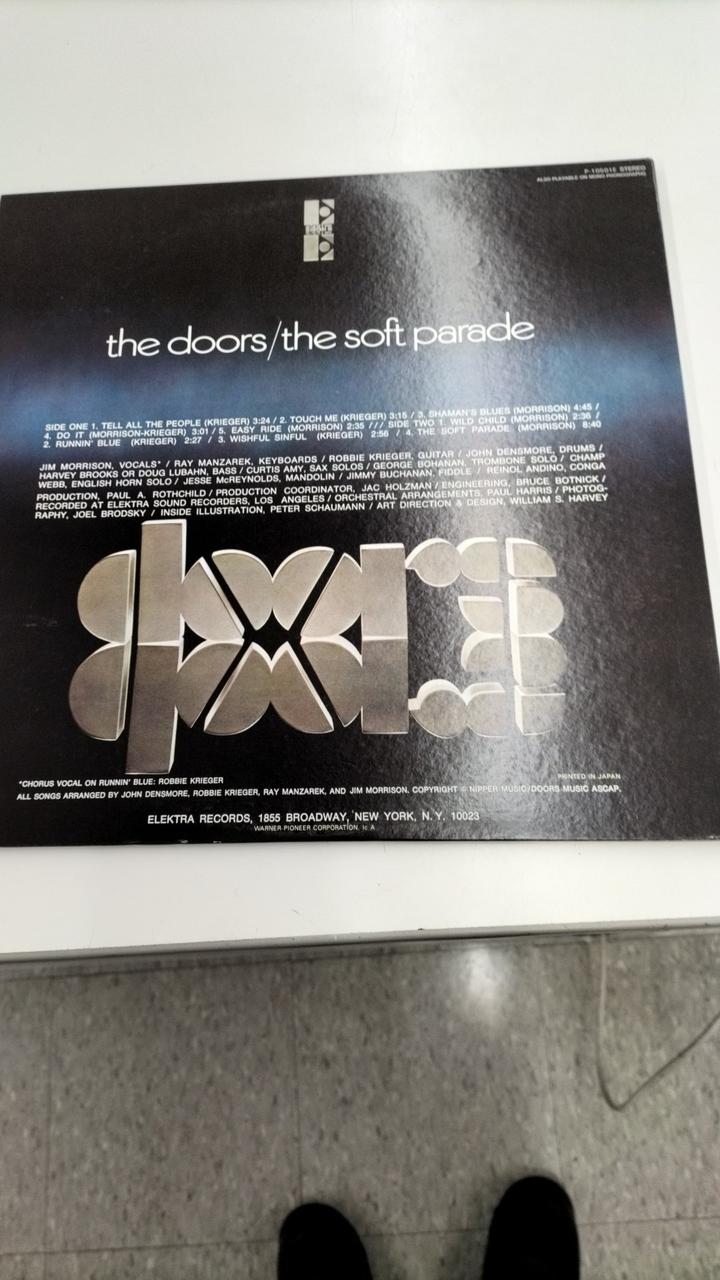 P-10501E STEREO
ALSO PLAYABLE ON MONO PHONOGRAPHS
the doors/the soft parade
SIDE ONE 1. TELL ALL THE PEOPLE (KRIEGER) 3:24 / 2. TOUCH ME (KRIEGER) 3:15 / 3. SHAMAN'S BLUES (MORRISON) 4:45 /
4. DO IT (MORRISON-KRIEGER) 3:01 / 5. EASY RIDE (MORRISON) 2:35 /// SIDE TWO 1. WILD CHILD (MORRISON) 2:36 /
2. RUNNIN' BLUE (KRIEGER) 2:27 / 3. WISHFUL SINFUL (KRIEGER) 2:56 / 4. THE SOFT PARADE (MORRISON) 8:40
JIM MORRISON, VOCALS* / RAY MANZAREK, KEYBOARDS / ROBBIE KRIEGER, GUITAR / JOHN DENSMORE, DRUMS /
HARVEY BROOKS OR DOUG LUBAHN, BASS / CURTIS AMY, SAX SOLOS / GEORGE BOHANAN, TROMBONE SOLO / CHAMP
WEBB, ENGLISH HORN SOLO / JESSE McREYNOLDS, MANDOLIN / JIMMY BUCHANAN, FIDDLE / REINOL ANDINO, CONGA
PRODUCTION, PAUL A. ROTHCHILD / PRODUCTION COORDINATOR, JAC HOLZMAN / ENGINEERING, BRUCE BOTNICK /
RECORDED AT ELEKTRA SOUND RECORDERS, LOS ANGELES / ORCHESTRAL ARRANGEMENTS, PAUL HARRIS / PHOTOG-
RAPHY, JOEL BRODSKY / INSIDE ILLUSTRATION, PETER SCHAUMANN / ART DIRECTION & DESIGN, WILLIAM S. HARVEY
doors
*CHORUS VOCAL ON RUNNIN' BLUE: ROBBIE KRIEGER
PRINTED IN JAPAN
ALL SONGS ARRANGED BY JOHN DENSMORE, ROBBIE KRIEGER, RAY MANZAREK, AND JIM MORRISON. COPYRIGHT © NIPPER MUSIC/DOORS MUSIC ASCAP.
ELEKTRA RECORDS, 1855 BROADWAY, NEW YORK, N.Y. 10023
WARNER-PIONEER CORPORATION.